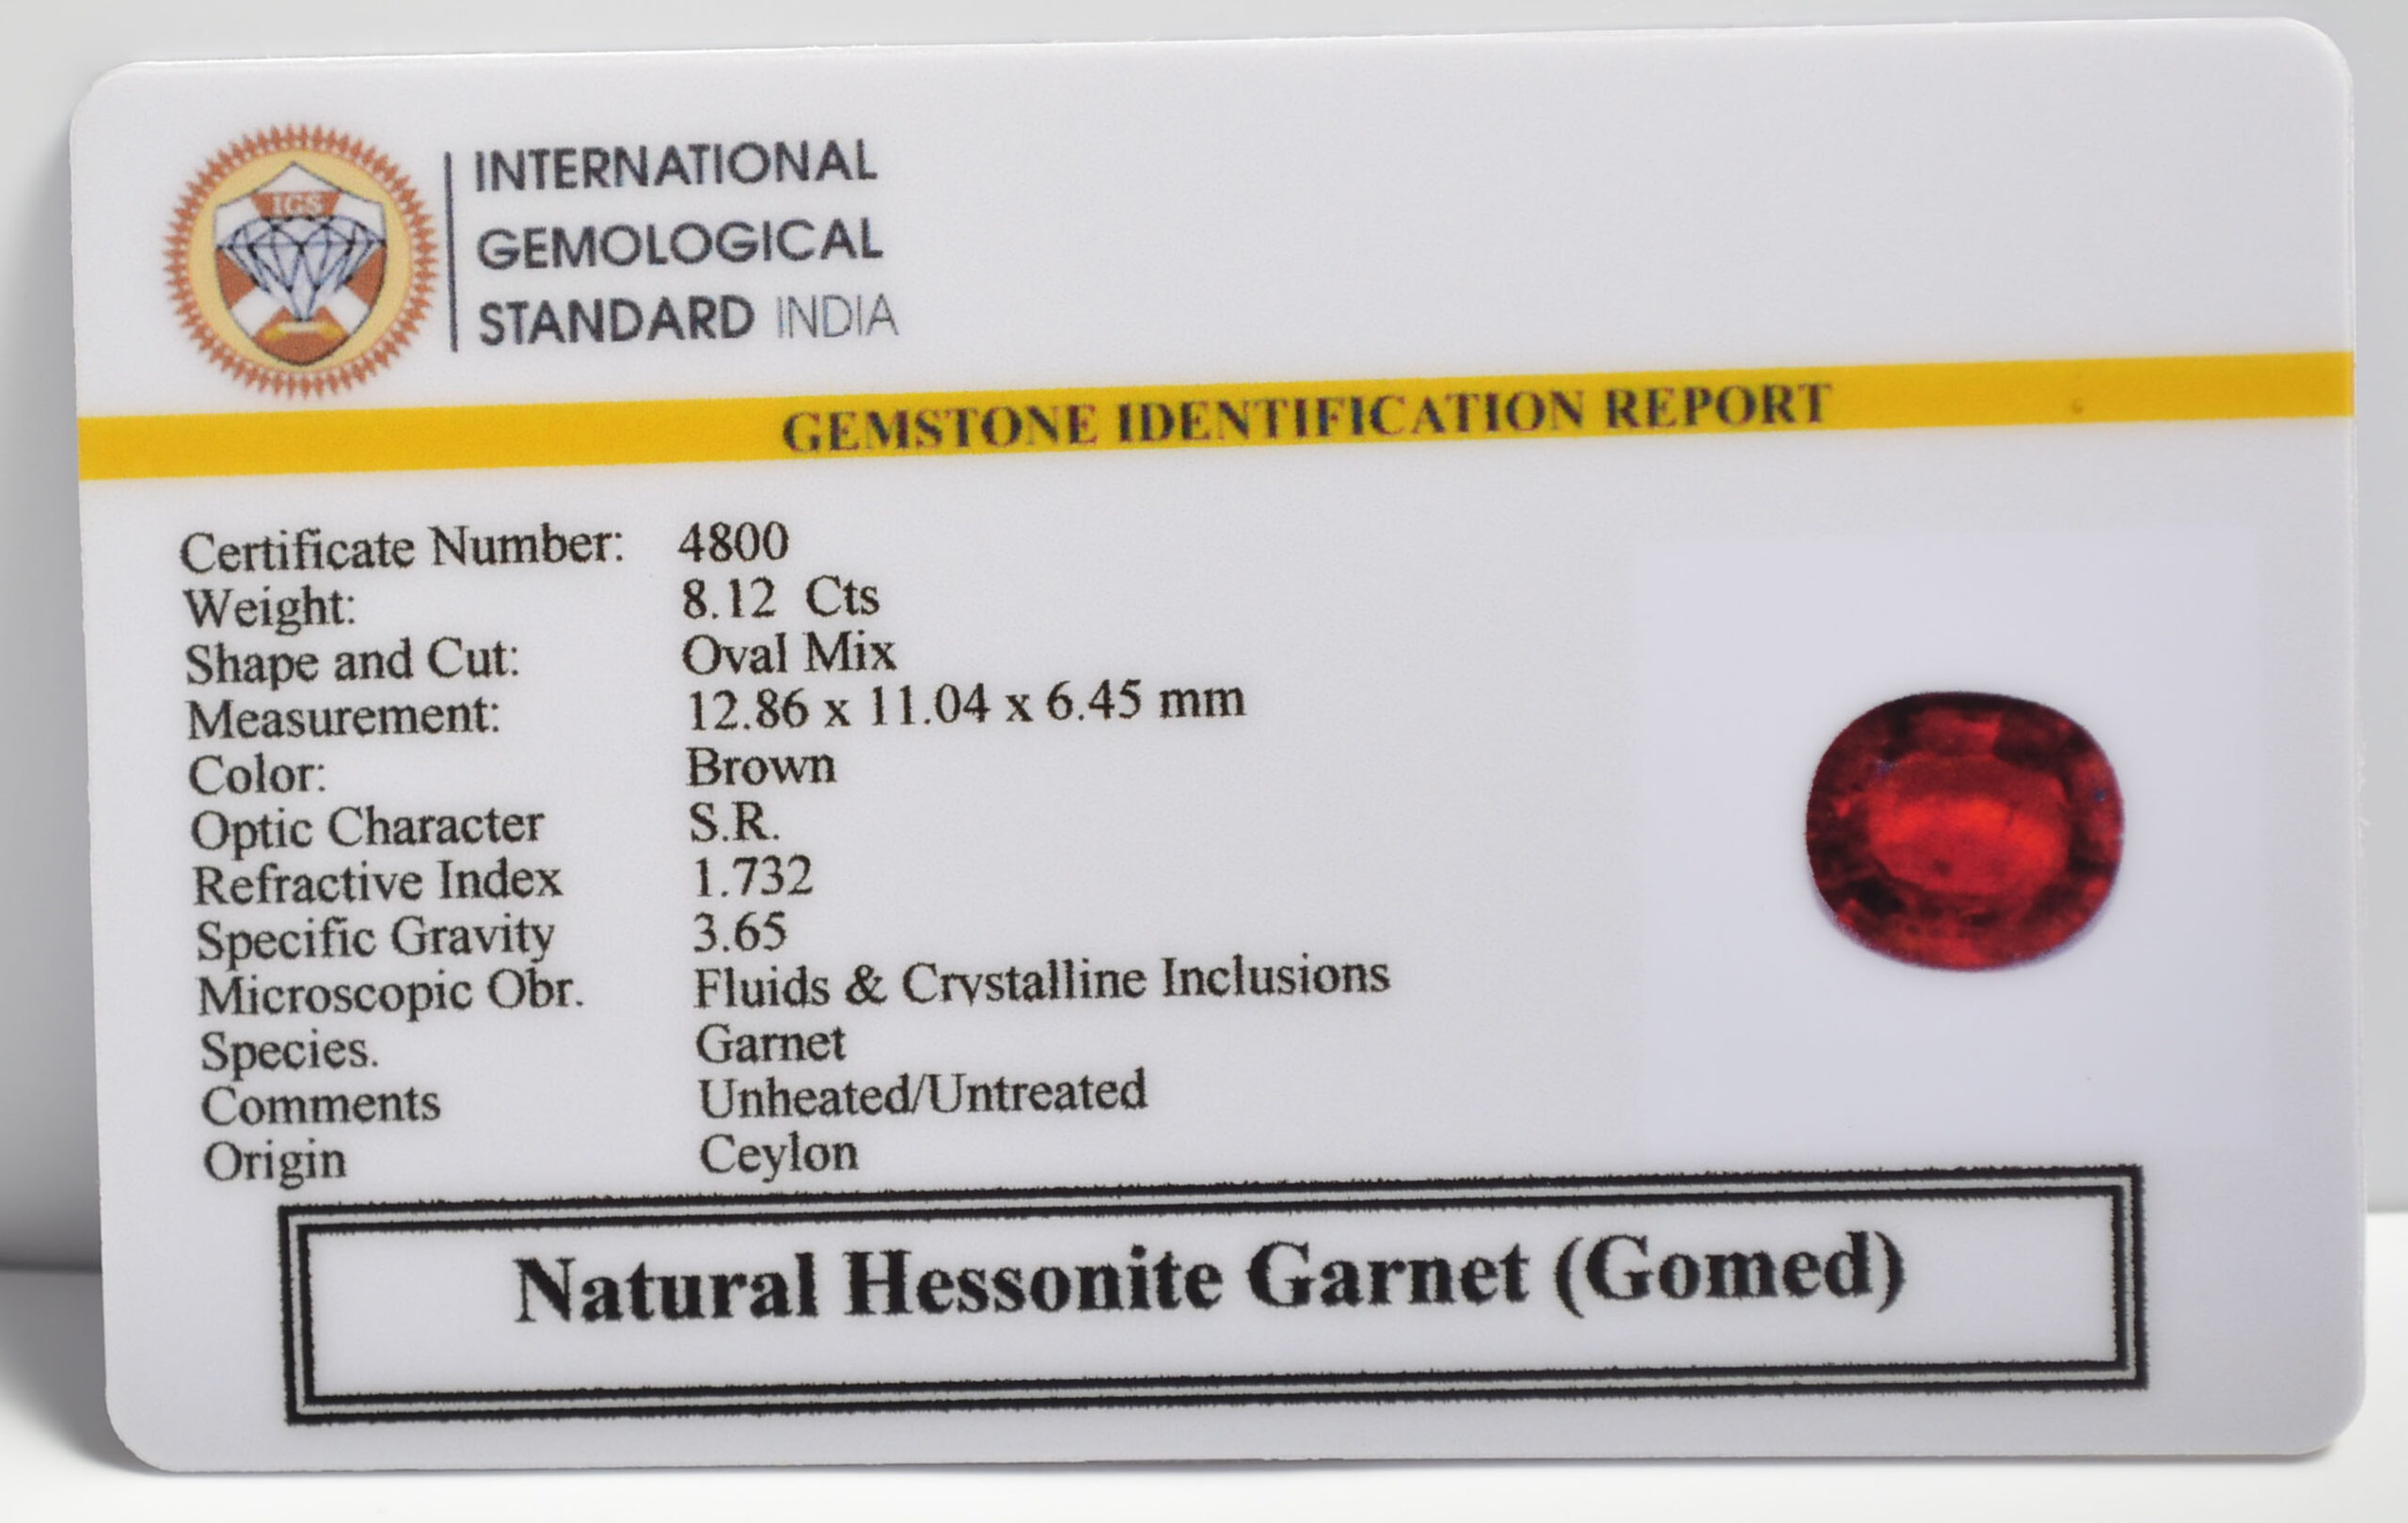 IGS
INTERNATIONAL
GEMOLOGICAL
STANDARD INDIA
GEMSTONE IDENTIFICATION REPORT
Certificate Number: 4800
Weight: 8.12 Cts
Shape and Cut: Oval Mix
Measurement: 12.86 x 11.04 x 6.45 mm
Color: Brown
Optic Character S.R.
Refractive Index 1.732
Specific Gravity 3.65
Microscopic Obr. Fluids & Crystalline Inclusions
Species. Garnet
Comments Unheated/Untreated
Origin Ceylon
Natural Hessonite Garnet (Gomed)